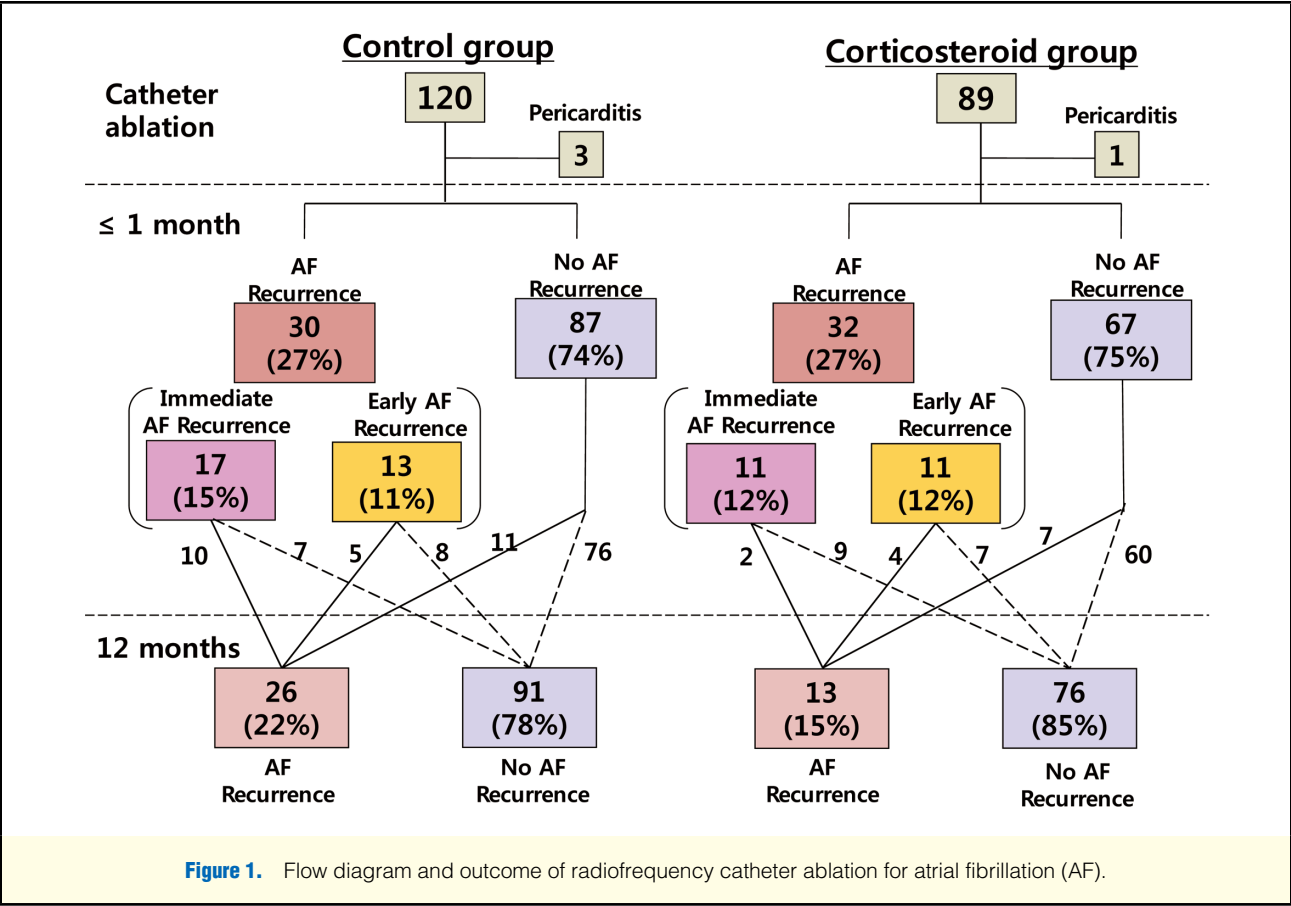 Control group
Corticosteroid group
Catheter
ablation
120
Pericarditis
3
89
Pericarditis
1
≤ 1 month
AF
Recurrence
30
(27%)
No AF
Recurrence
87
(74%)
AF
Recurrence
32
(27%)
No AF
Recurrence
67
(75%)
Immediate
AF Recurrence
17
(15%)
Early AF
Recurrence
13
(11%)
Immediate
AF Recurrence
11
(12%)
Early AF
Recurrence
11
(12%)
10
7
5
8
11
76
2
9
4
7
7
60
12 months
26
(22%)
AF
Recurrence
91
(78%)
No AF
Recurrence
13
(15%)
AF
Recurrence
76
(85%)
No AF
Recurrence
Figure 1. Flow diagram and outcome of radiofrequency catheter ablation for atrial fibrillation (AF).